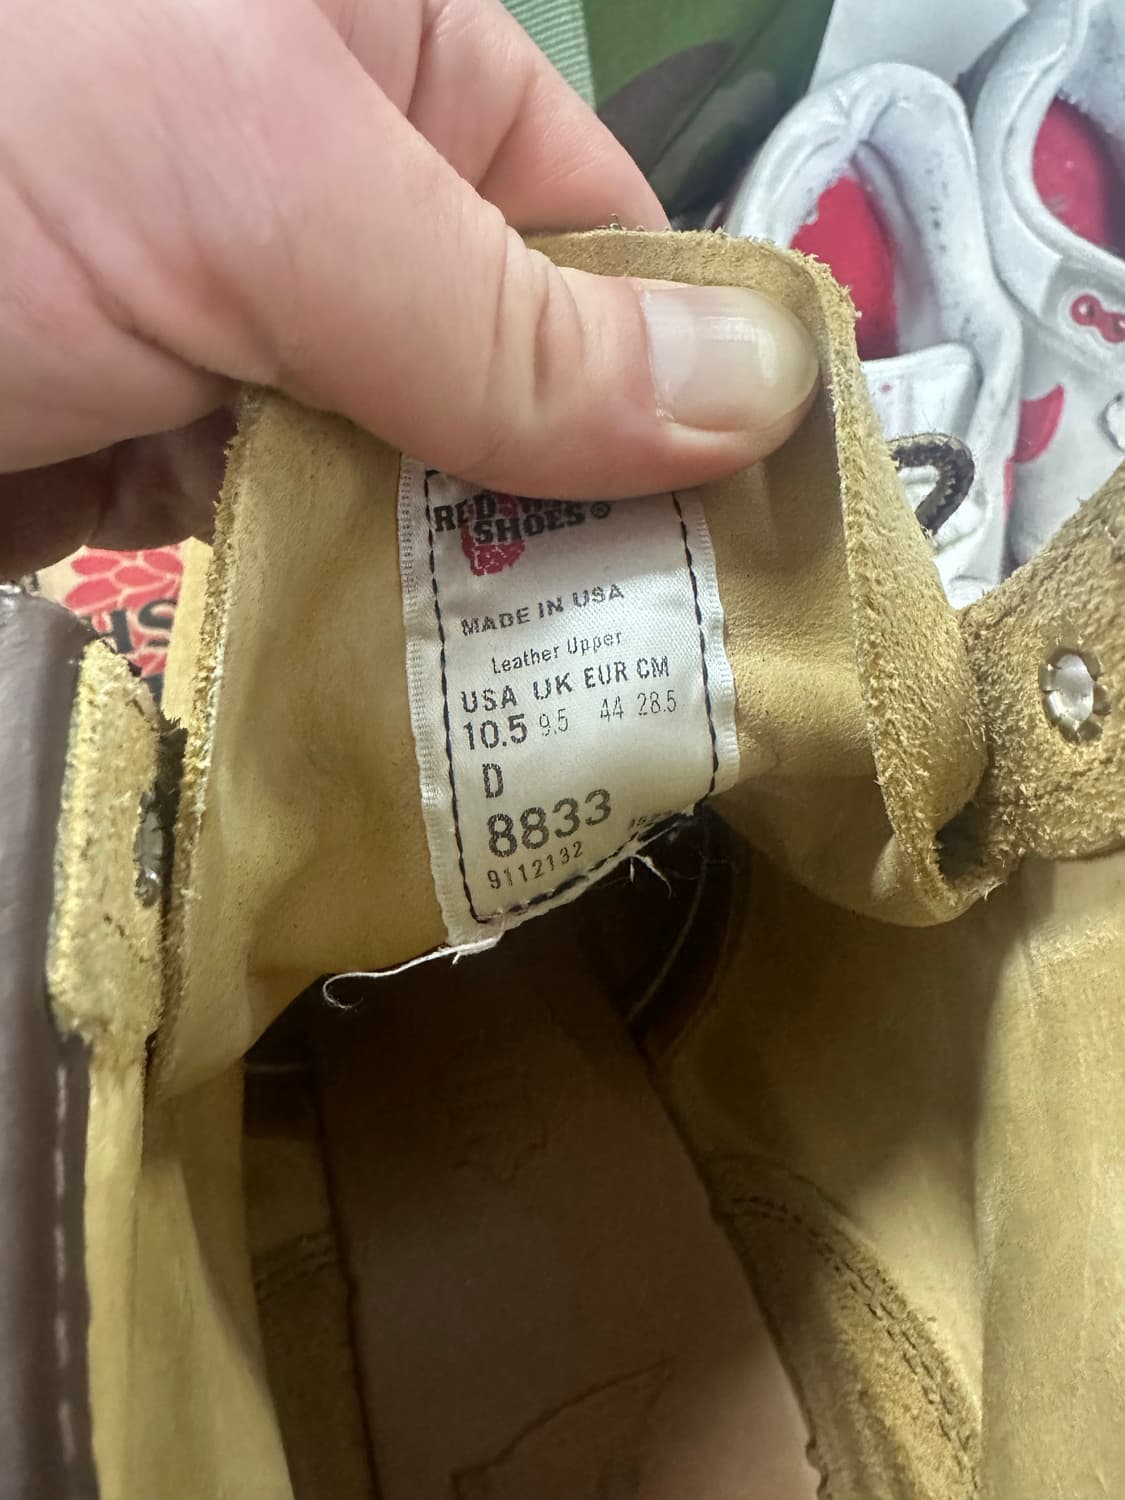 RED
SHOES®
MADE IN USA
Leather Upper
USA UK EUR CM
10.5 9.5 44 28.5
D
8833
9112132